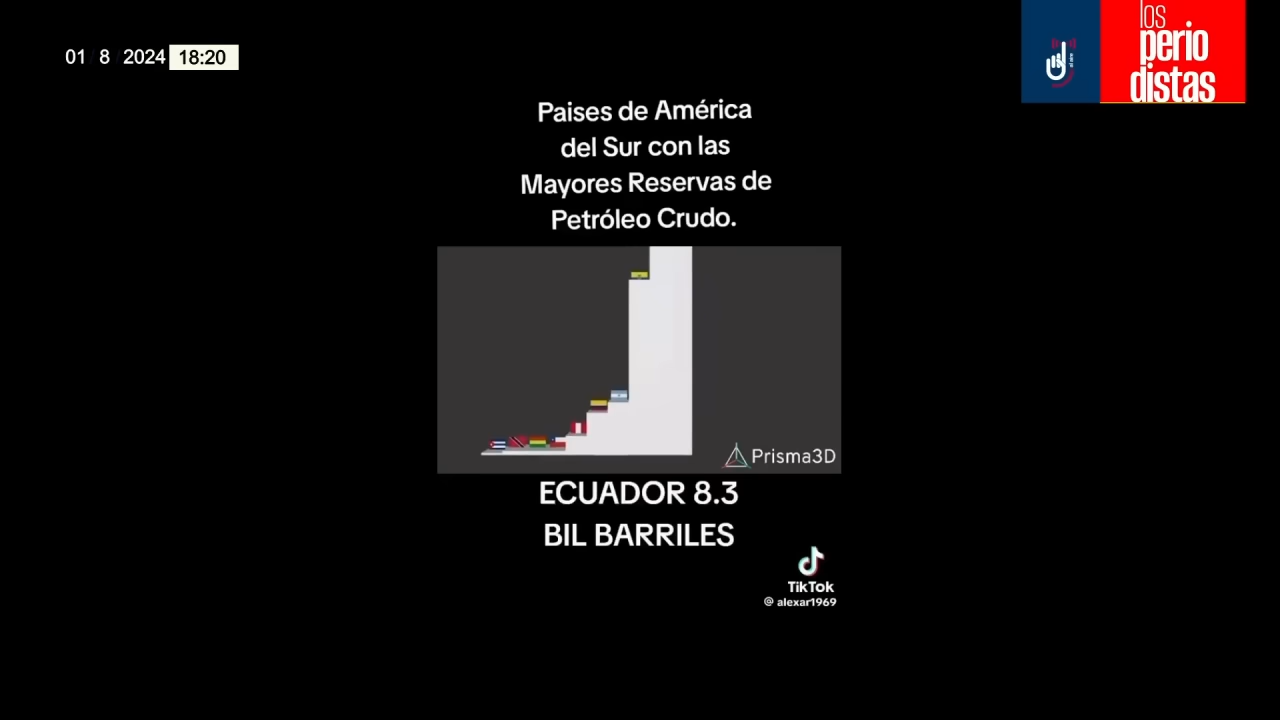 01 / 8 / 2024 18:20
los
perio
distas
Paises de América
del Sur con las
Mayores Reservas de
Petróleo Crudo.
Prisma3D
ECUADOR 8.3
BIL BARRILES
TikTok
@ alexar1969